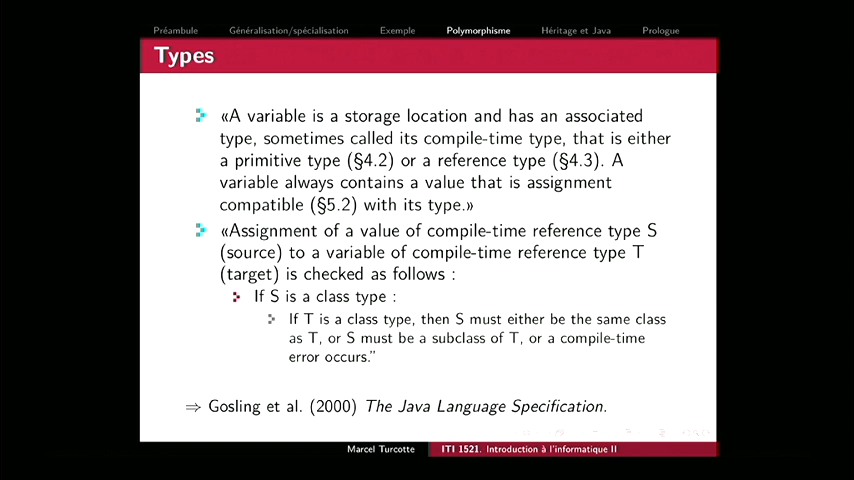 Préambule Généralisation/spécialisation Exemple Polymorphisme Héritage et Java Prologue
Types
«A variable is a storage location and has an associated
type, sometimes called its compile-time type, that is either
a primitive type (§4.2) or a reference type (§4.3). A
variable always contains a value that is assignment
compatible (§5.2) with its type.»
«Assignment of a value of compile-time reference type S
(source) to a variable of compile-time reference type T
(target) is checked as follows :
If S is a class type :
If T is a class type, then S must either be the same class
as T, or S must be a subclass of T, or a compile-time
error occurs.”
⇒ Gosling et al. (2000) The Java Language Specification.
Marcel Turcotte ITI 1521. Introduction à l'informatique II